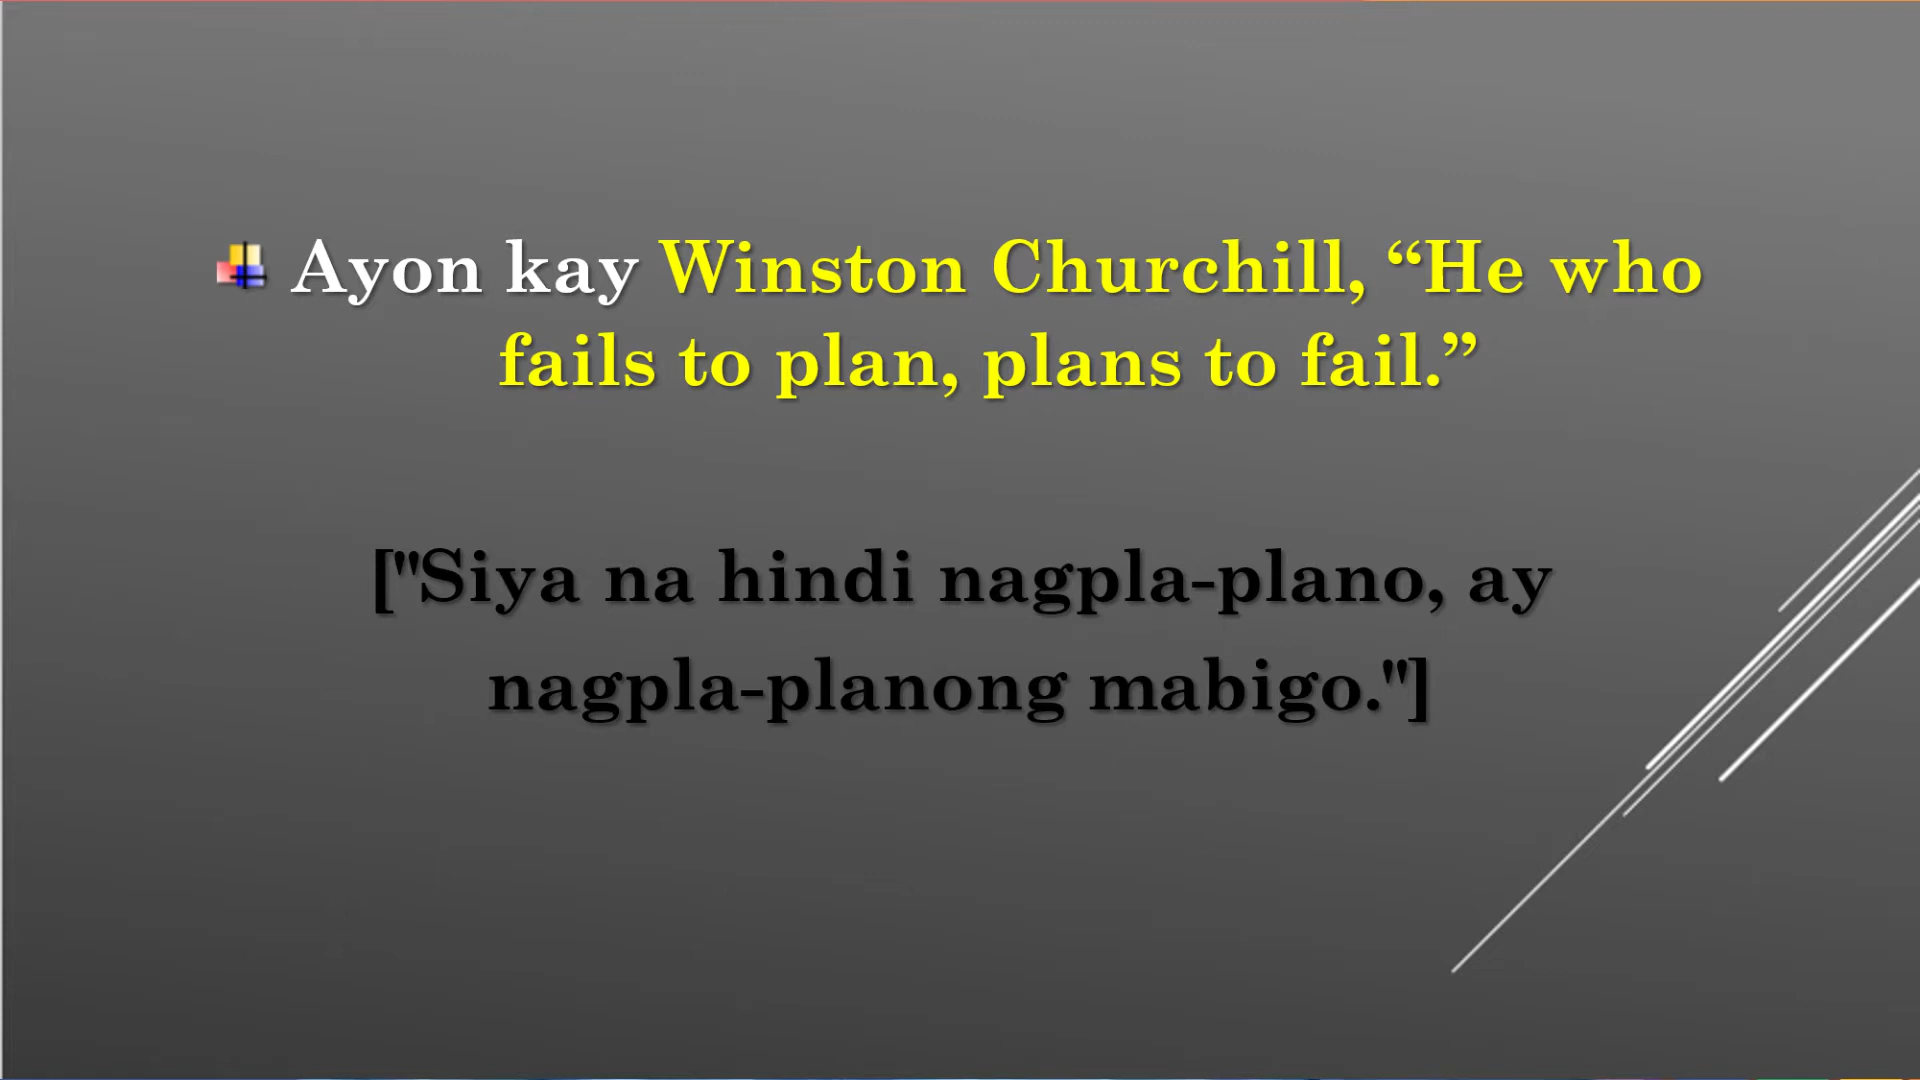 Ayon kay Winston Churchill, “He who
fails to plan, plans to fail.”
["Siya na hindi nagpla-plano, ay
nagpla-planong mabigo."]